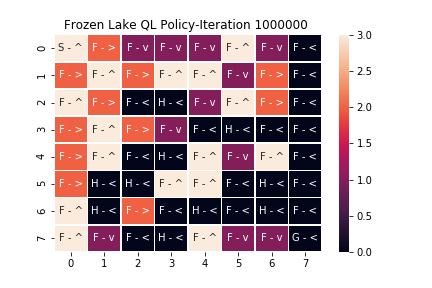 Frozen Lake QL Policy-Iteration 1000000
0 S - ^ F - > F - v F - v F - v F - ^ F - v F - <
1 F - > F - ^ F - > F - ^ F - ^ F - v F - > F - <
2 F - ^ F - > F - < H - < F - v F - ^ F - > F - <
3 F - > F - ^ F - > F - v F - < H - < F - < F - <
4 F - > F - ^ F - < H - < F - ^ F - v F - ^ F - <
5 F - > H - < H - < F - ^ F - ^ F - < H - < F - <
6 F - ^ H - < F - > F - < H - < F - < H - < F - <
7 F - ^ F - v F - < H - < F - ^ F - v F - v G - <
0 1 2 3 4 5 6 7
3.0
2.5
2.0
1.5
1.0
0.5
0.0